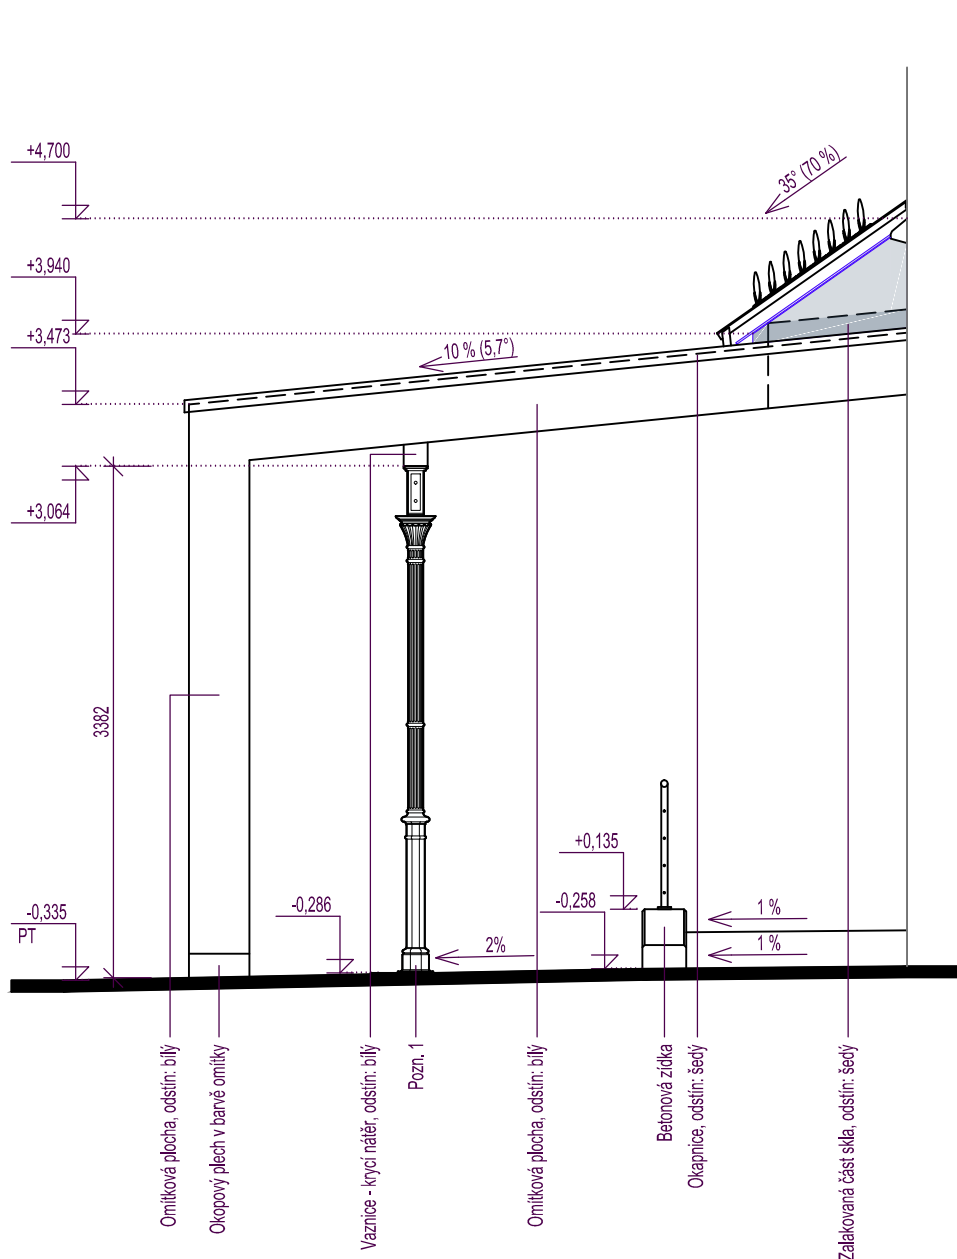 +4,700
35° (70 %)
+3,940
+3,473
10 % (5,7°)
+3,064
3382
+0,135
-0,286
-0,258
-0,335
PT
1 %
2%
1 %
Omítková plocha, odstín: bílý
Okopový plech v barvě omítky
Vaznice - krycí nátěr, odstín: bílý
Pozn. 1
Omítková plocha, odstín: bílý
Betonová zídka
Okapnice, odstín: šedý
Zalakovaná část skla, odstín: šedý